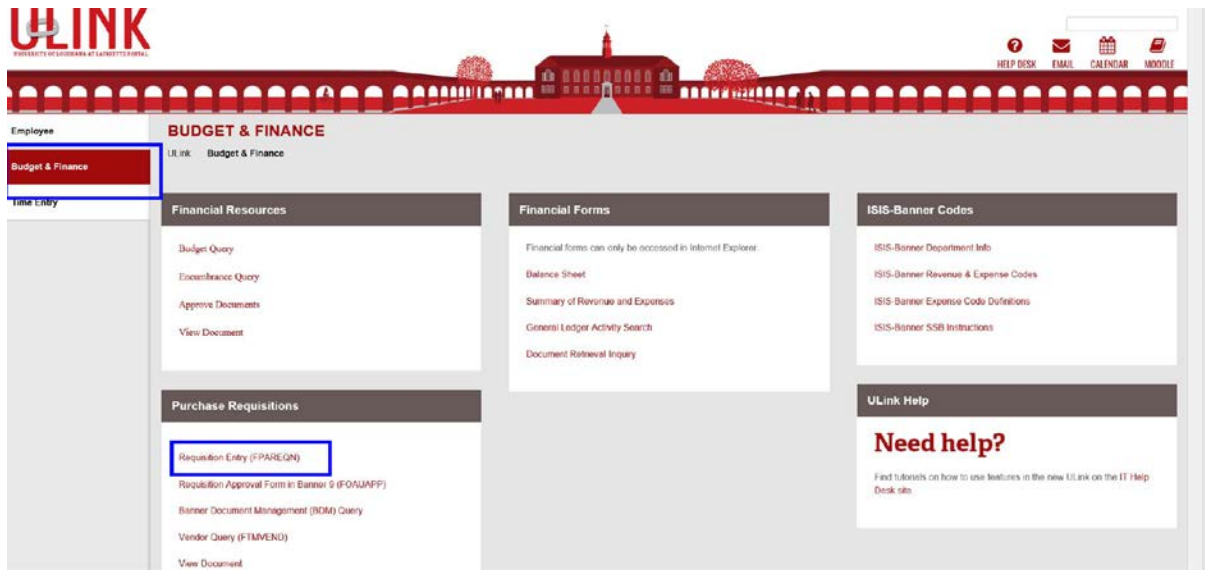 ULINK
UNIVERSITY OF LOUISIANA AT LAFAYETTE PORTAL
HELP DESK
EMAIL
CALENDAR
MOODLE
Employee
Budget & Finance
Time Entry
BUDGET & FINANCE
ULink Budget & Finance
Financial Resources
Budget Query
Encumbrance Query
Approve Documents
View Document
Financial Forms
Financial forms can only be accessed in Internet Explorer.
Balance Sheet
Summary of Revenue and Expenses
General Ledger Activity Search
Document Retrieval Inquiry
ISIS-Banner Codes
ISIS-Banner Department Info
ISIS-Banner Revenue & Expense Codes
ISIS-Banner Expense Code Definitions
ISIS-Banner SSB Instructions
Purchase Requisitions
Requisition Entry (FPAREQN)
Requisition Approval Form in Banner 9 (FOAUAPP)
Banner Document Management (BDM) Query
Vendor Query (FTMVEND)
View Document
ULink Help
Need help?
Find tutorials on how to use features in the new ULink on the IT Help
Desk site.